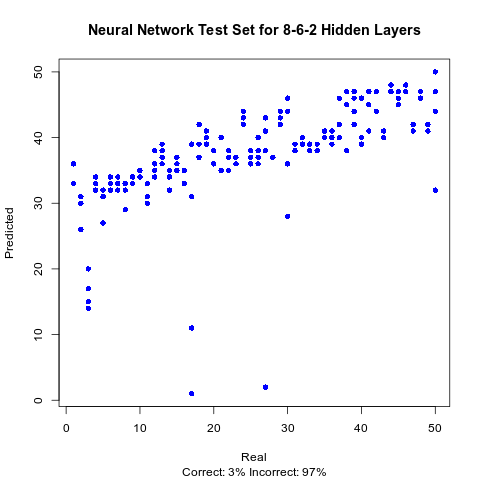 Neural Network Test Set for 8-6-2 Hidden Layers
50
40
30
20
10
0
Predicted
0 10 20 30 40 50
Real
Correct: 3% Incorrect: 97%